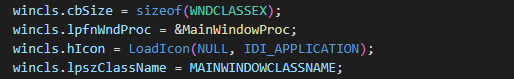 wincls.cbSize = sizeof(WNDCLASSEX);
wincls.lpfnWndProc = &MainWindowProc;
wincls.hIcon = LoadIcon(NULL, IDI_APPLICATION);
wincls.lpszClassName = MAINWINDOWCLASSNAME;